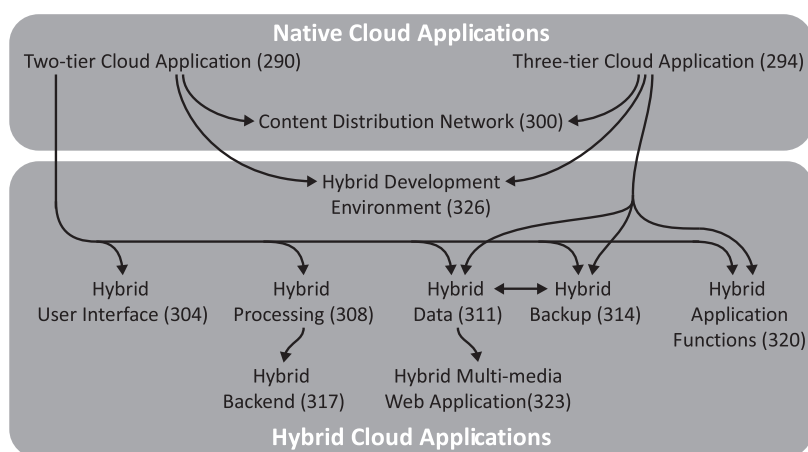 Native Cloud Applications
Two-tier Cloud Application (290)
Three-tier Cloud Application (294)
Content Distribution Network (300)
Hybrid Development
Environment (326)
Hybrid
User Interface (304)
Hybrid
Processing (308)
Hybrid
Data (311)
Hybrid
Backup (314)
Hybrid
Application
Functions (320)
Hybrid
Backend (317)
Hybrid Multi-media
Web Application(323)
Hybrid Cloud Applications